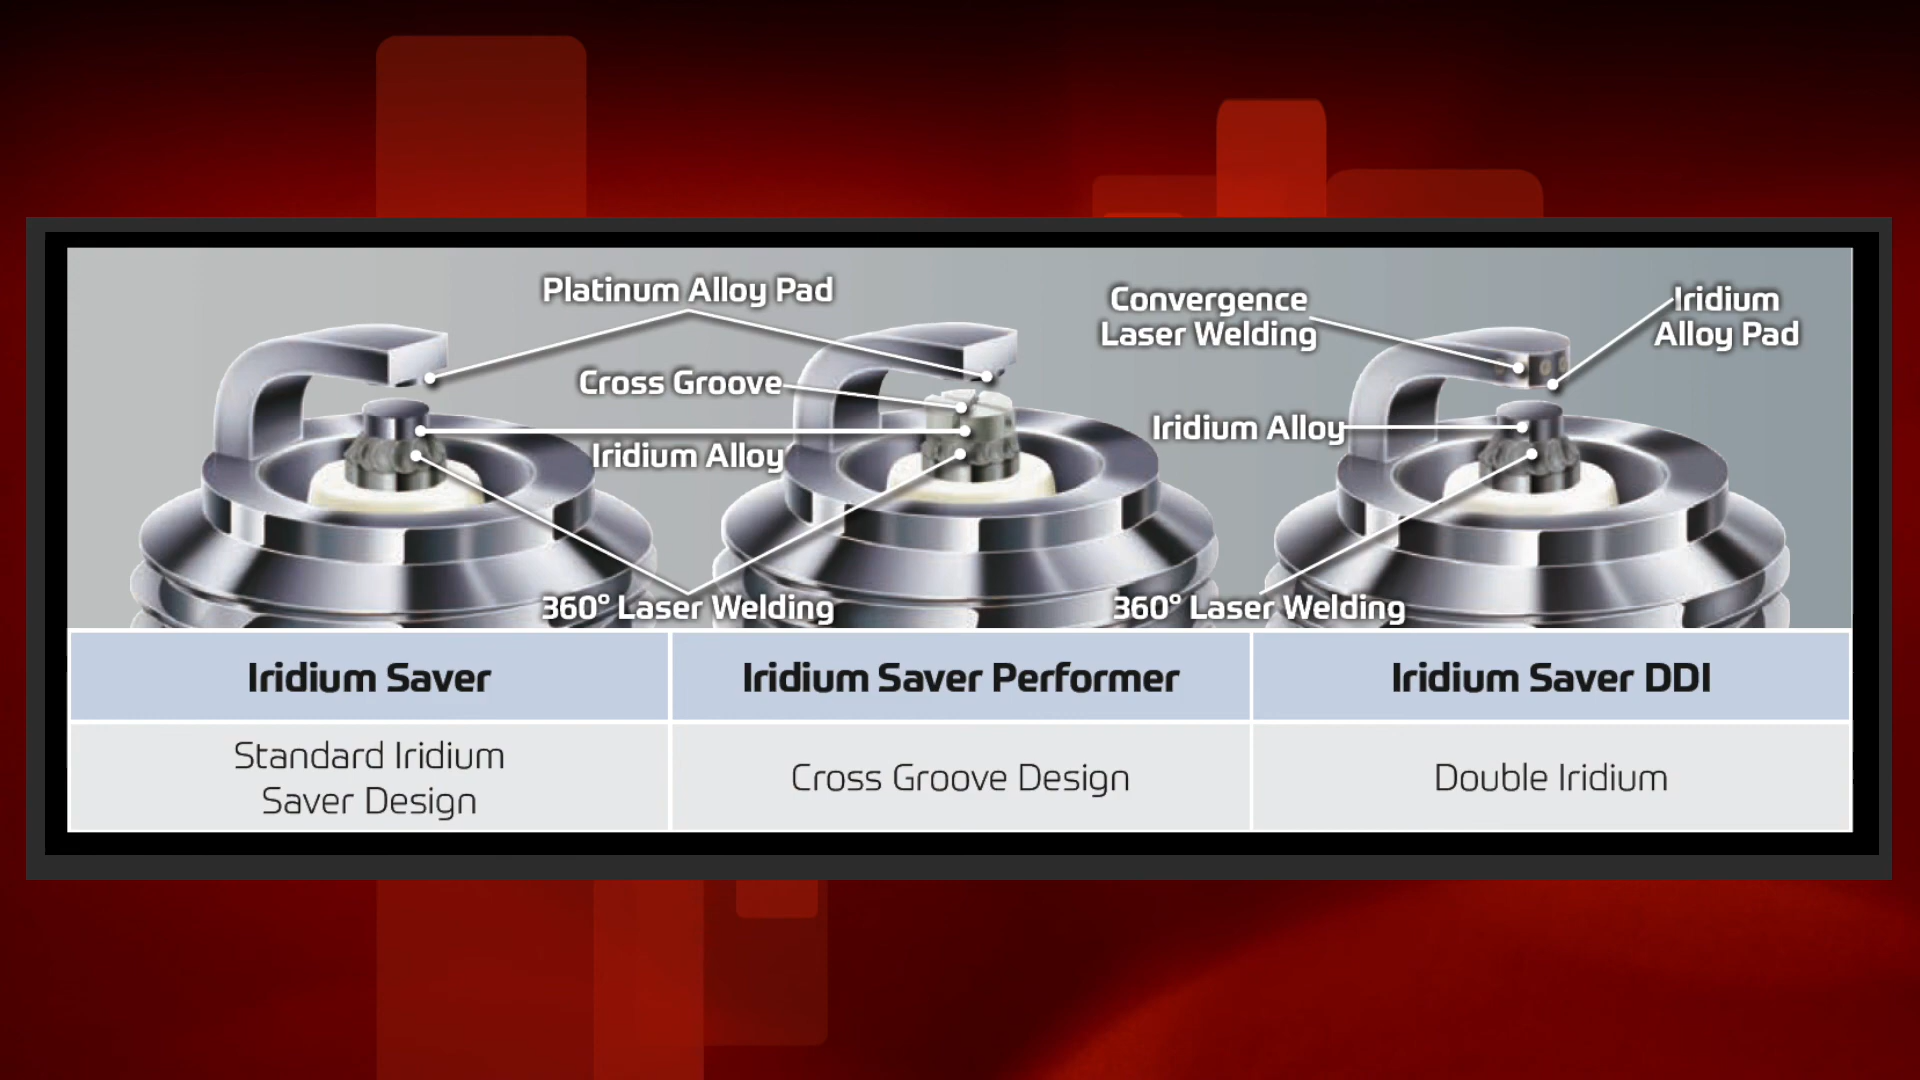 Platinum Alloy Pad
Cross Groove
Iridium Alloy
360° Laser Welding
Convergence
Laser Welding
Iridium
Alloy Pad
Iridium Alloy
360° Laser Welding
Iridium Saver
Iridium Saver Performer
Iridium Saver DDI
Standard Iridium
Saver Design
Cross Groove Design
Double Iridium